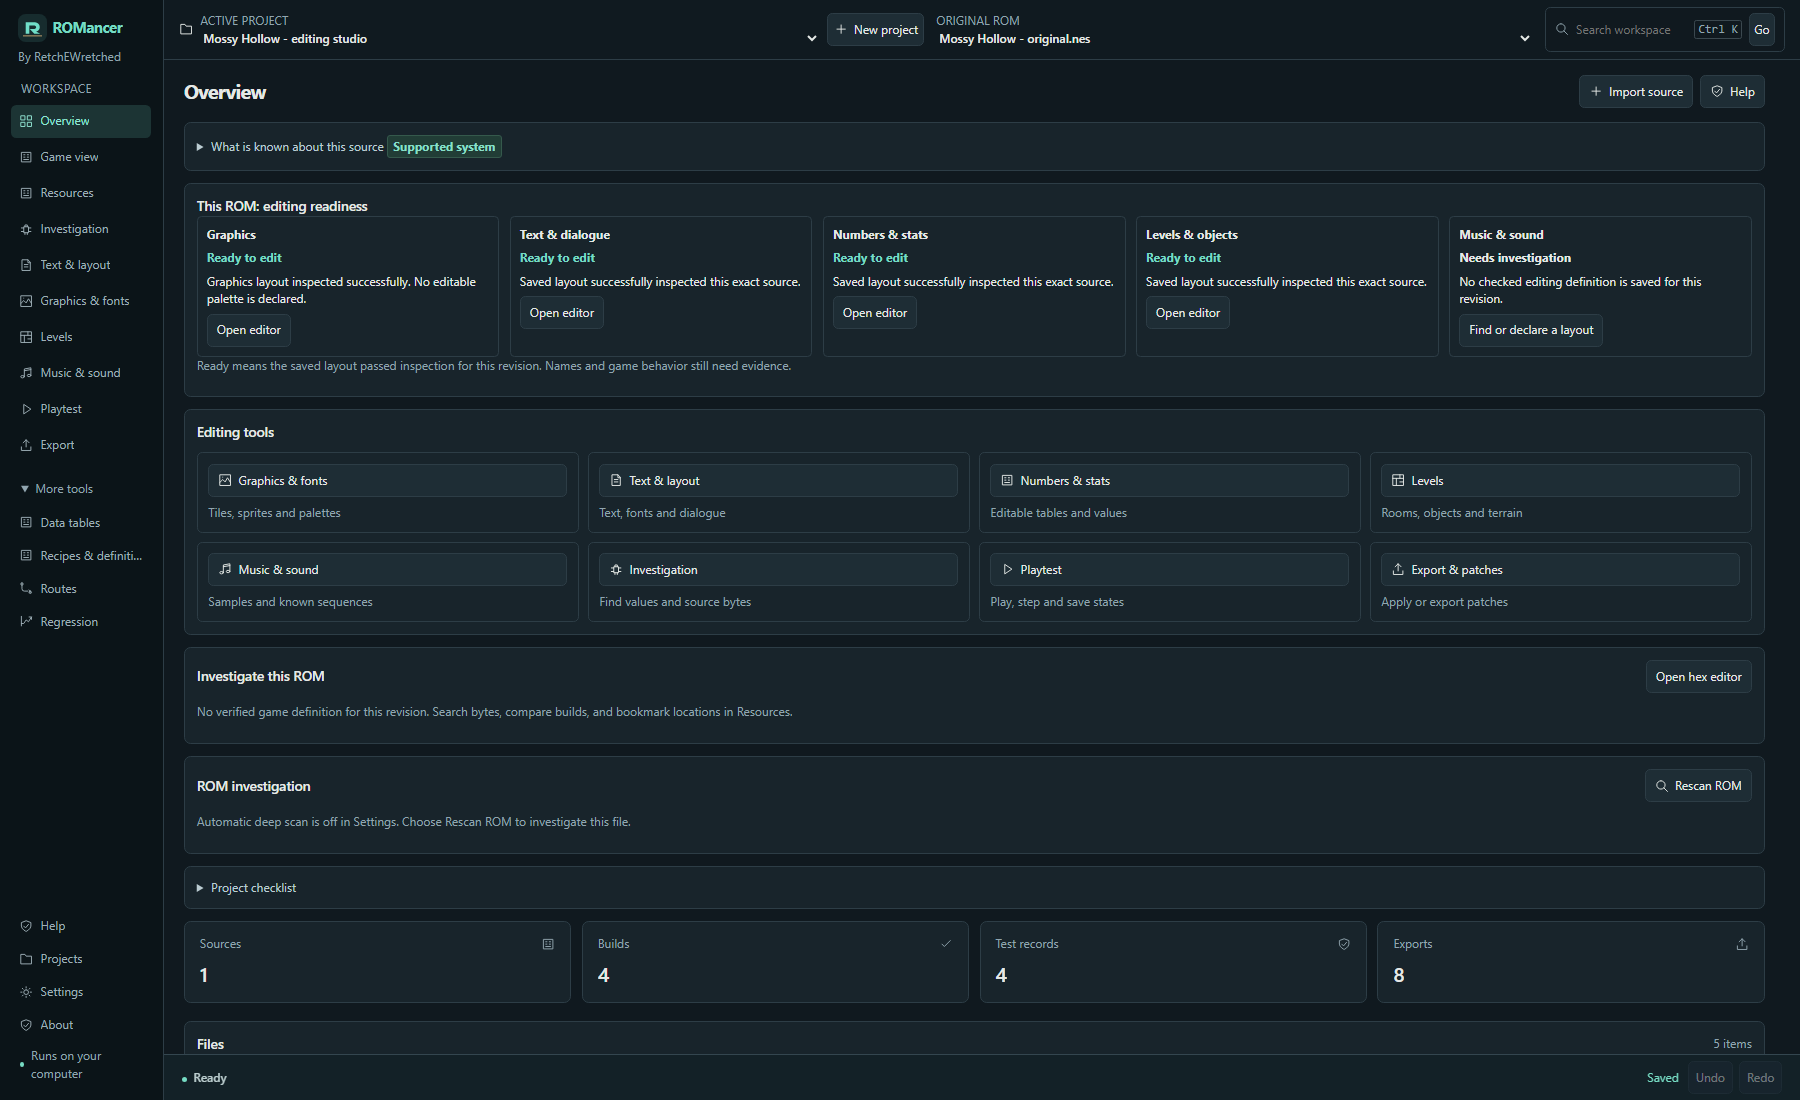 ROMancer
By RetchEWretched
WORKSPACE
Overview
Game view
Resources
Investigation
Text & layout
Graphics & fonts
Levels
Music & sound
Playtest
Export
More tools
Data tables
Recipes & definiti...
Routes
Regression
Help
Projects
Settings
About
Runs on your
computer
ACTIVE PROJECT
Mossy Hollow - editing studio
New project
ORIGINAL ROM
Mossy Hollow - original.nes
Search workspace
Ctrl K
Go
Overview
Import source
Help
What is known about this source Supported system
This ROM: editing readiness
Graphics
Ready to edit
Graphics layout inspected successfully. No editable
palette is declared.
Open editor
Text & dialogue
Ready to edit
Saved layout successfully inspected this exact source.
Open editor
Numbers & stats
Ready to edit
Saved layout successfully inspected this exact source.
Open editor
Levels & objects
Ready to edit
Saved layout successfully inspected this exact source.
Open editor
Music & sound
Needs investigation
No checked editing definition is saved for this
revision.
Find or declare a layout
Ready means the saved layout passed inspection for this revision. Names and game behavior still need evidence.
Editing tools
Graphics & fonts
Tiles, sprites and palettes
Text & layout
Text, fonts and dialogue
Numbers & stats
Editable tables and values
Levels
Rooms, objects and terrain
Music & sound
Samples and known sequences
Investigation
Find values and source bytes
Playtest
Play, step and save states
Export & patches
Apply or export patches
Investigate this ROM
Open hex editor
No verified game definition for this revision. Search bytes, compare builds, and bookmark locations in Resources.
ROM investigation
Rescan ROM
Automatic deep scan is off in Settings. Choose Rescan ROM to investigate this file.
Project checklist
Sources
1
Builds
4
Test records
4
Exports
8
Files
5 items
Ready
Saved
Undo
Redo